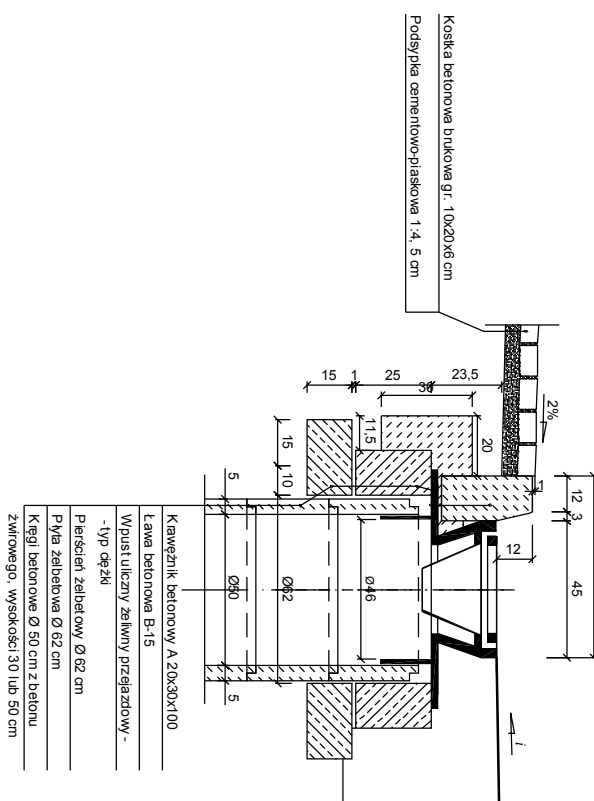 Kostka betonowa brukowa gr. 10x20x6 cm
Podsypka cementowo-piaskowa 1:4, 5 cm
2%
15
1
25
30
23,5
11,5
20
15
10
5
1
12
3
12
45
Ø50
Ø62
Ø46
5
i
Krawężnik betonowy A 20x30x100
Ława betonowa B-15
Wpust uliczny żeliwny przejazdowy -
- typ ciężki
Pierścień żelbetowy Ø 62 cm
Płyta żelbetowa Ø 62 cm
Kręgi betonowe Ø 50 cm z betonu
żwirowego, wysokości 30 lub 50 cm